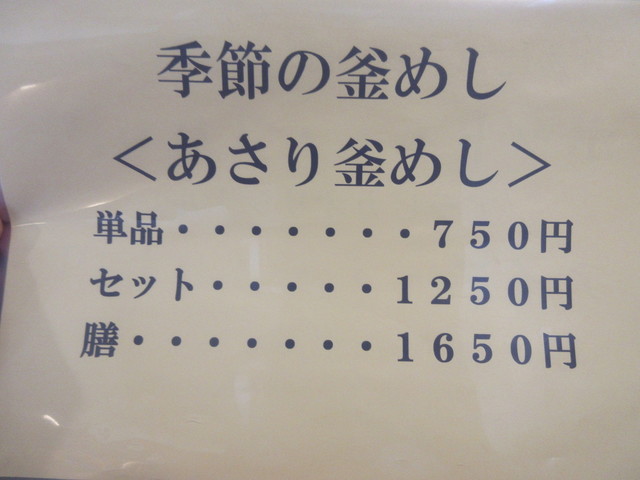 季節の釜めし
＜あさり釜めし＞
単品・・・・・・・７５０円
セット・・・・・１２５０円
膳・・・・・・・１６５０円